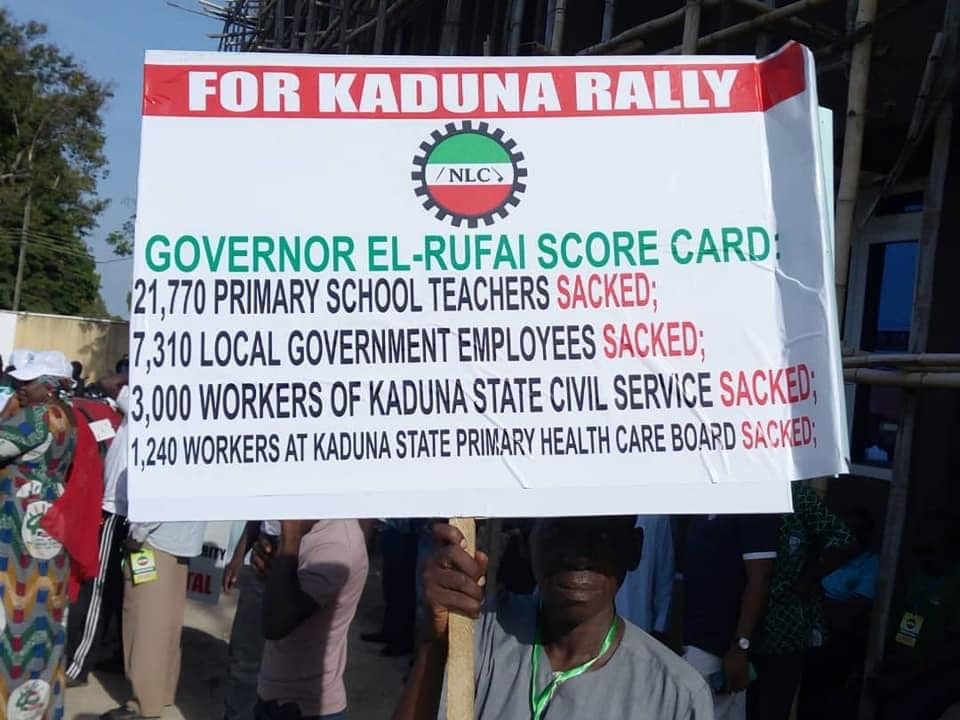 FOR KADUNA RALLY
NLC
GOVERNOR EL-RUFAI SCORE CARD:
21,770 PRIMARY SCHOOL TEACHERS SACKED;
7,310 LOCAL GOVERNMENT EMPLOYEES SACKED;
3,000 WORKERS OF KADUNA STATE CIVIL SERVICE SACKED;
1,240 WORKERS AT KADUNA STATE PRIMARY HEALTH CARE BOARD SACKED;